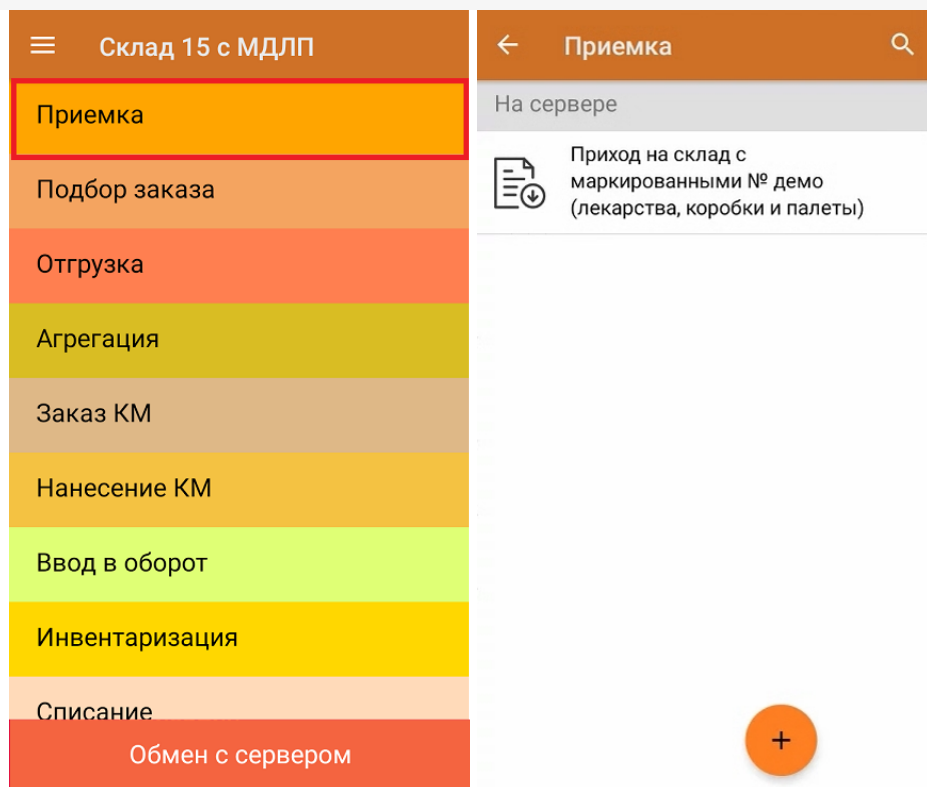 Склад 15 с МДЛП
Приемка
Подбор заказа
Отгрузка
Агрегация
Заказ КМ
Нанесение КМ
Ввод в оборот
Инвентаризация
Списание
Обмен с сервером
Приемка
На сервере
Приход на склад с
маркированными № демо
(лекарства, коробки и палеты)
+